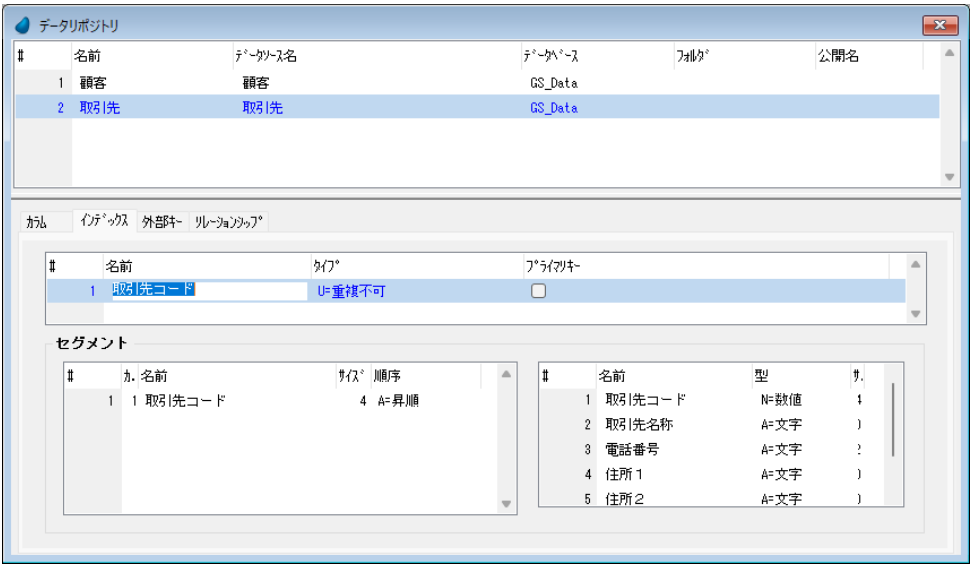 データリポジトリ
# 名前 ﾃﾞｰﾀｿｰｽ名 ﾃﾞｰﾀﾍﾞｰｽ ﾌｫﾙﾀﾞ 公開名
1 顧客 顧客 GS_Data
2 取引先 取引先 GS_Data
ｶﾗﾑ ｲﾝﾃﾞｯｸｽ 外部ｷｰ ﾘﾚｰｼｮﾝｼｯﾌﾟ
# 名前 ﾀｲﾌﾟ ﾌﾟﾗｲﾏﾘｷｰ
1 取引先コード U=重複不可
セグメント
# ｶ. 名前 ｻｲｽﾞ 順序
1 1 取引先コード 4 A=昇順
# 名前 型 ｻ.
1 取引先コード N=数値
2 取引先名称 A=文字
3 電話番号 A=文字
4 住所１ A=文字
5 住所２ A=文字